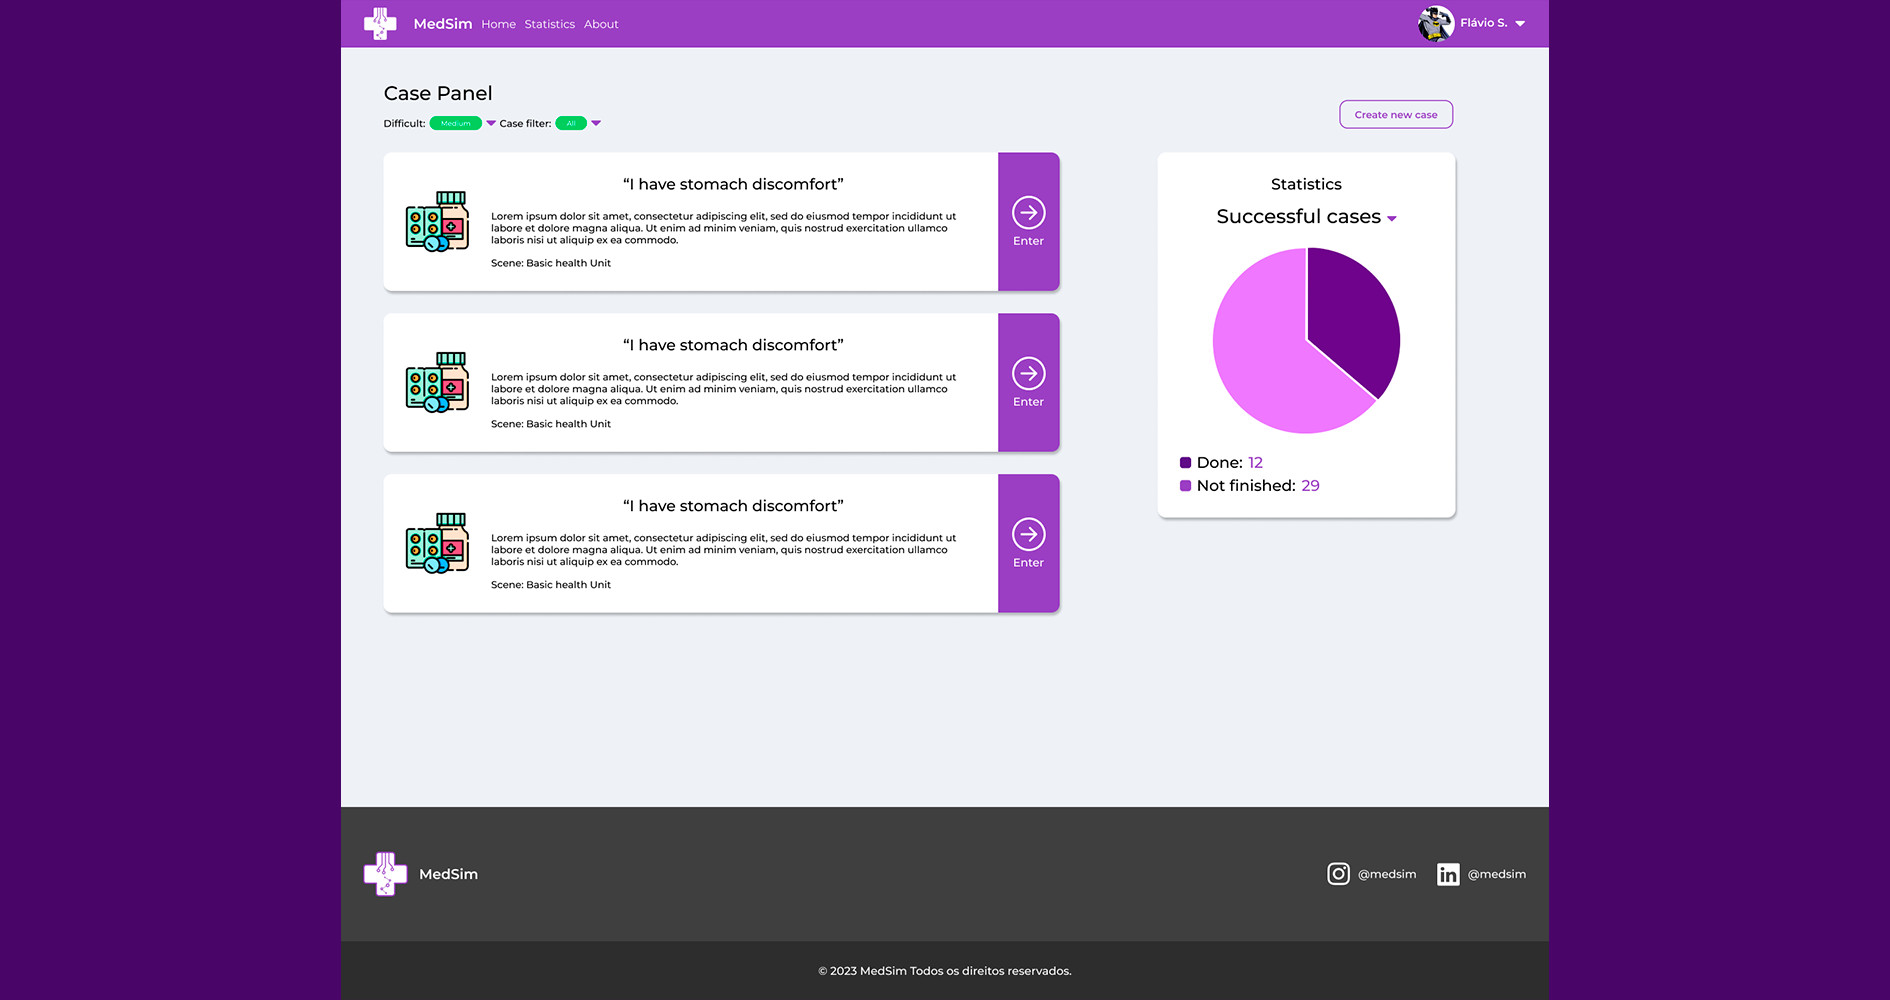 MedSim Home Statistics About
Flávio S.
Case Panel
Difficult: Medium Case filter: All
Create new case
“I have stomach discomfort”
Lorem ipsum dolor sit amet, consectetur adipiscing elit, sed do eiusmod tempor incididunt ut
labore et dolore magna aliqua. Ut enim ad minim veniam, quis nostrud exercitation ullamco
laboris nisi ut aliquip ex ea commodo.
Scene: Basic health Unit
Enter
“I have stomach discomfort”
Lorem ipsum dolor sit amet, consectetur adipiscing elit, sed do eiusmod tempor incididunt ut
labore et dolore magna aliqua. Ut enim ad minim veniam, quis nostrud exercitation ullamco
laboris nisi ut aliquip ex ea commodo.
Scene: Basic health Unit
Enter
“I have stomach discomfort”
Lorem ipsum dolor sit amet, consectetur adipiscing elit, sed do eiusmod tempor incididunt ut
labore et dolore magna aliqua. Ut enim ad minim veniam, quis nostrud exercitation ullamco
laboris nisi ut aliquip ex ea commodo.
Scene: Basic health Unit
Enter
Statistics
Successful cases
Done: 12
Not finished: 29
MedSim
@medsim
in @medsim
© 2023 MedSim Todos os direitos reservados.